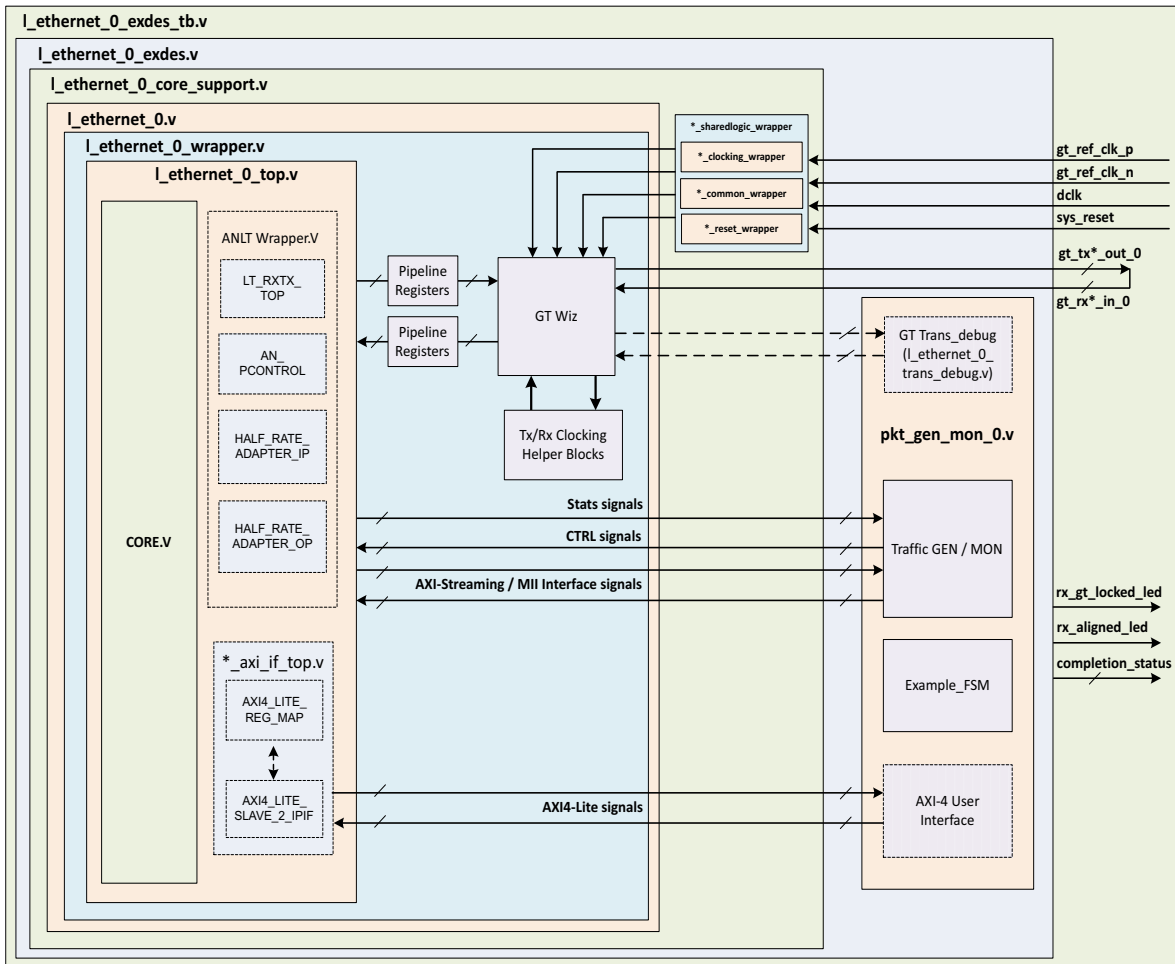 l_ethernet_0_exdes_tb.v
l_ethernet_0_exdes.v
l_ethernet_0_core_support.v
l_ethernet_0.v
l_ethernet_0_wrapper.v
l_ethernet_0_top.v
CORE.V
ANLT Wrapper.V
LT_RXTX_
TOP
AN_
PCONTROL
HALF_RATE_
ADAPTER_IP
HALF_RATE_
ADAPTER_OP
*_axi_if_top.v
AXI4_LITE_
REG_MAP
AXI4_LITE_
SLAVE_2_IPIF
Pipeline
Registers
Pipeline
Registers
GT Wiz
Tx/Rx Clocking
Helper Blocks
*_sharedlogic_wrapper
*_clocking_wrapper
*_common_wrapper
*_reset_wrapper
gt_ref_clk_p
gt_ref_clk_n
dclk
sys_reset
gt_tx*_out_0
gt_rx*_in_0
GT Trans_debug
(l_ethernet_0_
trans_debug.v)
pkt_gen_mon_0.v
Stats signals
CTRL signals
AXI-Streaming / MII Interface signals
Traffic GEN / MON
Example_FSM
AXI4-Lite signals
AXI-4 User
Interface
rx_gt_locked_led
rx_aligned_led
completion_status